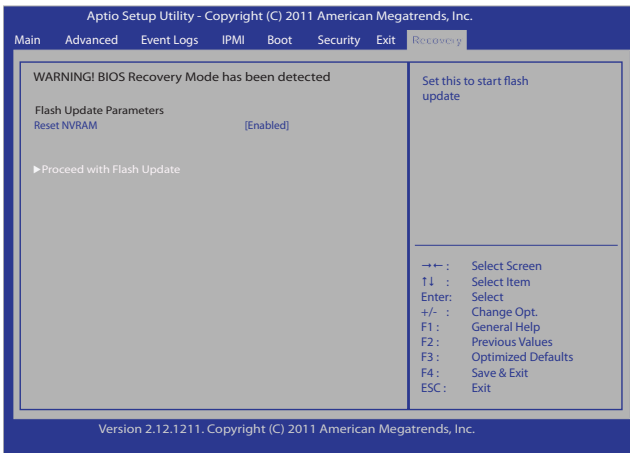 Aptio Setup Utility - Copyright (C) 2011 American Megatrends, Inc.
Main Advanced Event Logs IPMI Boot Security Exit Recovery
WARNING! BIOS Recovery Mode has been detected
Flash Update Parameters
Reset NVRAM [Enabled]
►Proceed with Flash Update
Set this to start flash
update
→← : Select Screen
↑↓ : Select Item
Enter: Select
+/- : Change Opt.
F1 : General Help
F2 : Previous Values
F3 : Optimized Defaults
F4 : Save & Exit
ESC : Exit
Version 2.12.1211. Copyright (C) 2011 American Megatrends, Inc.